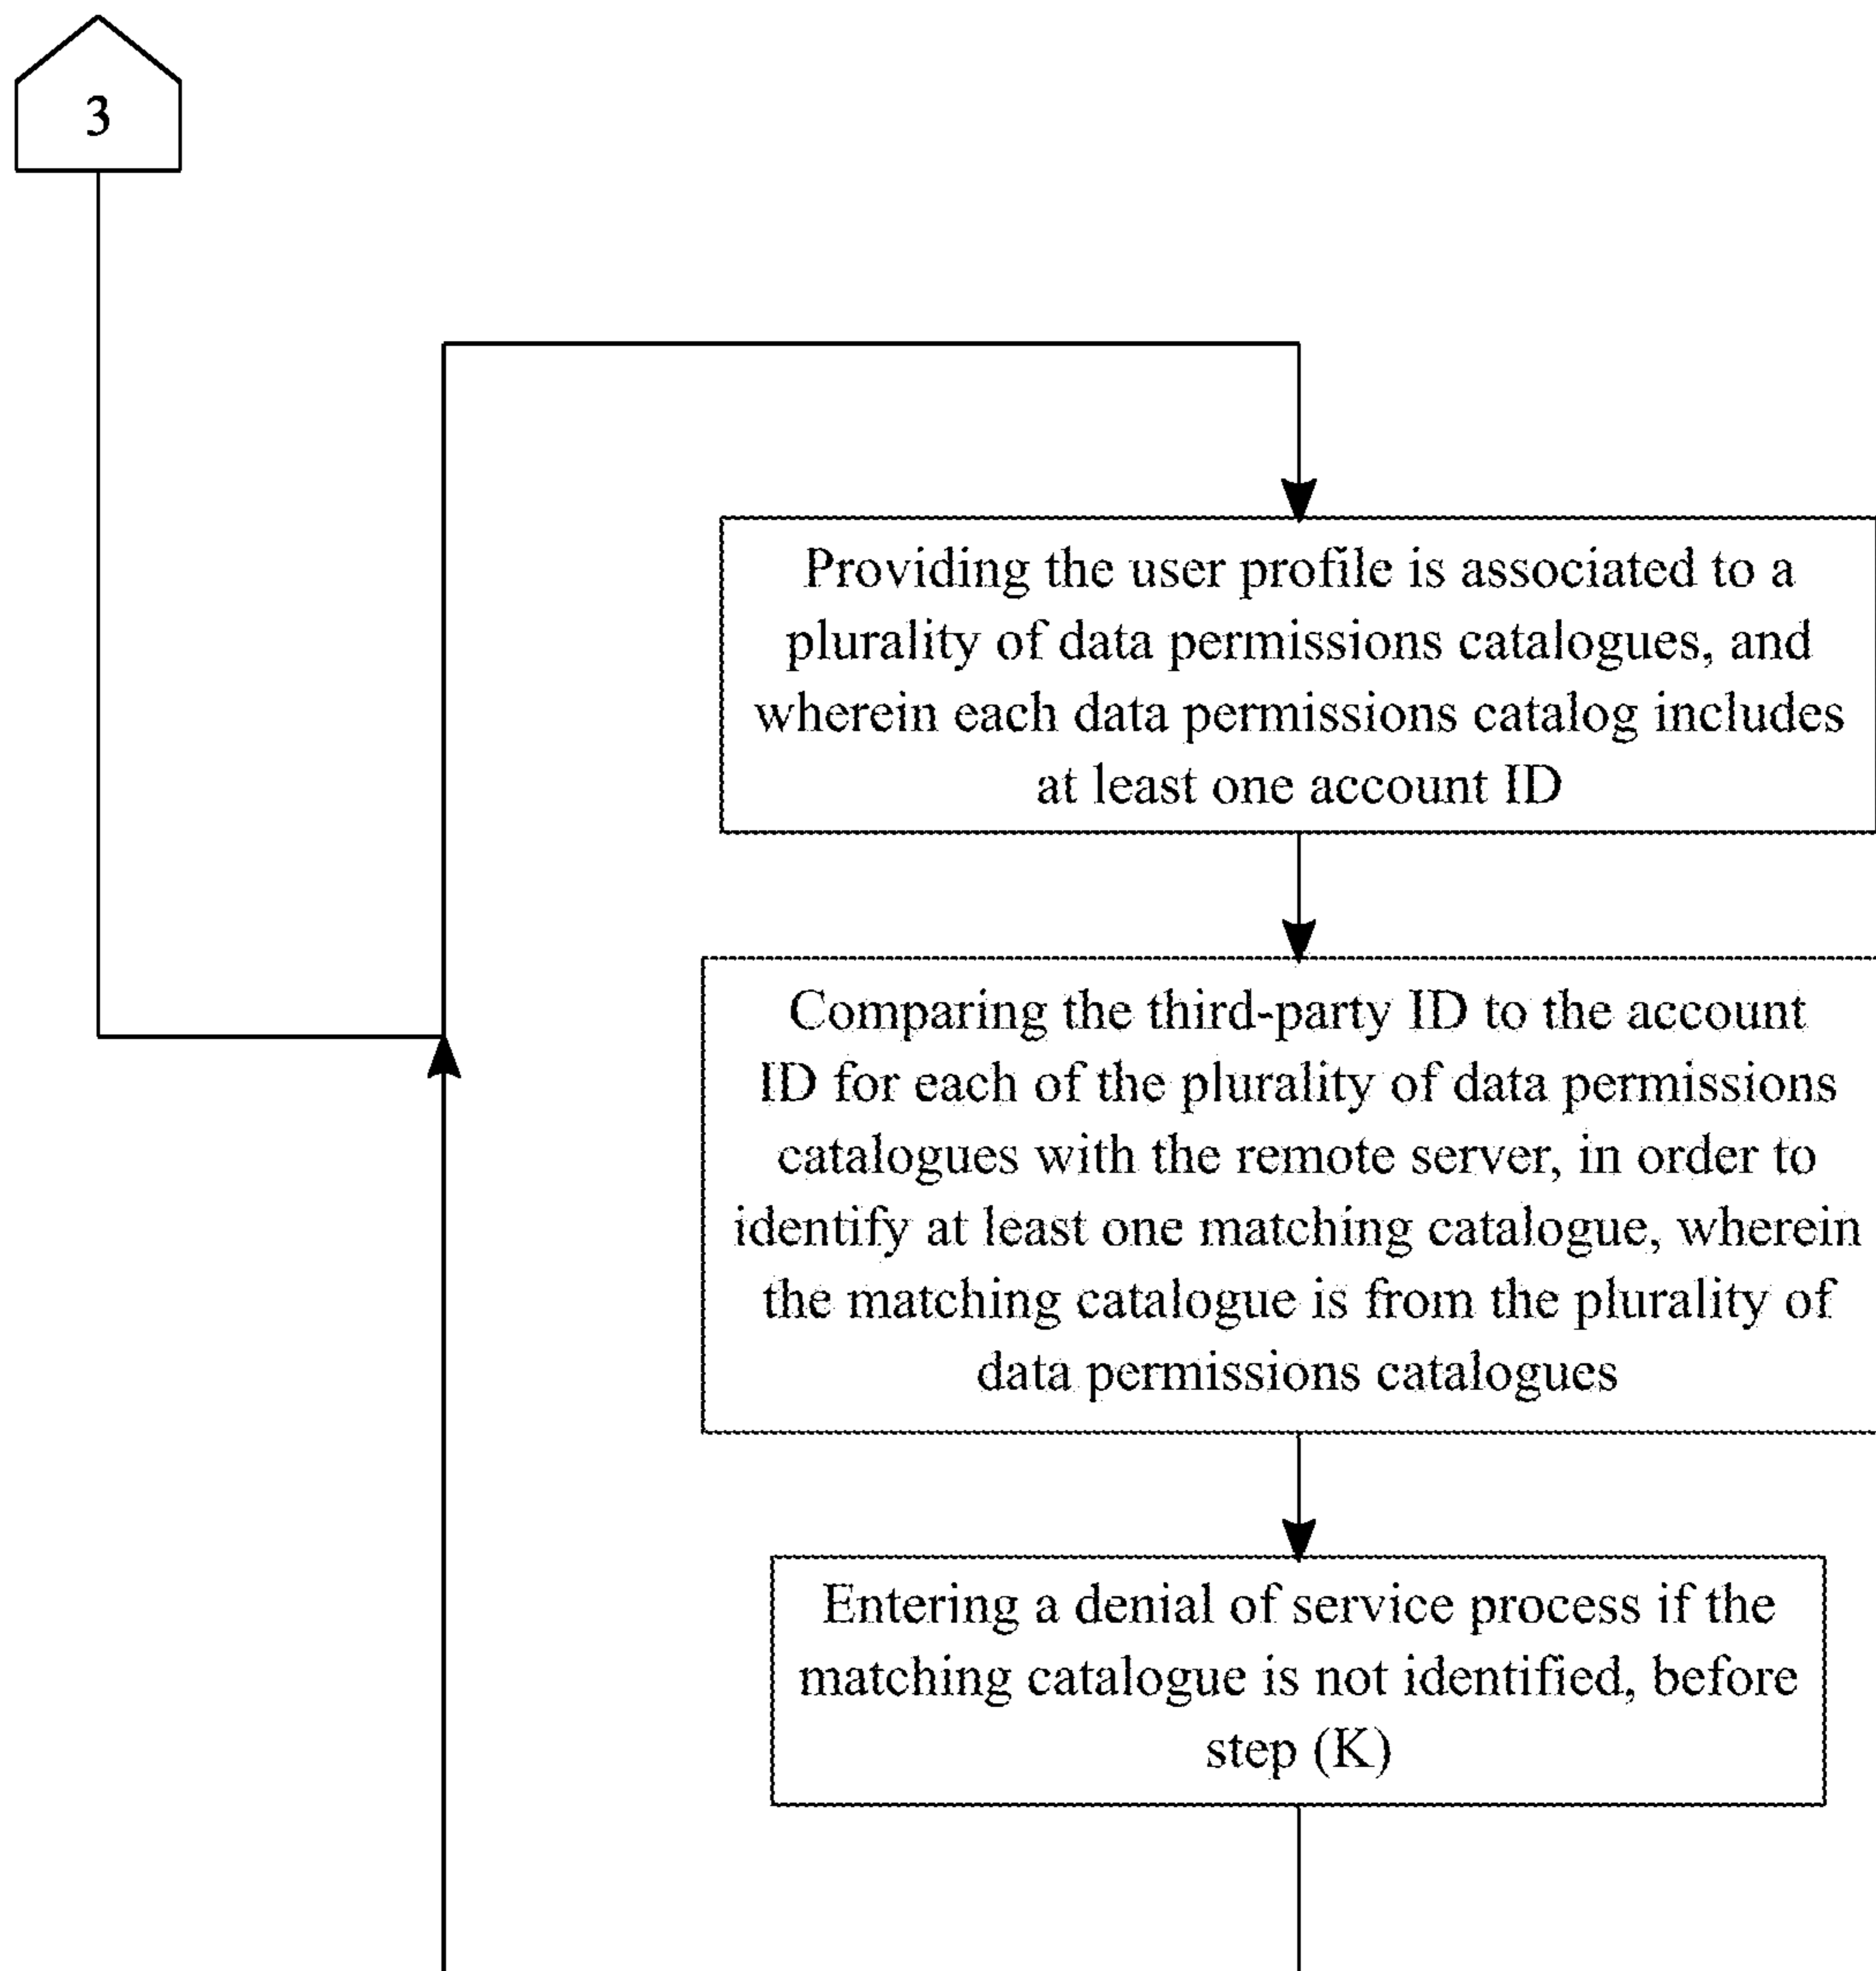 3
Providing the user profile is associated to a
plurality of data permissions catalogues, and
wherein each data permissions catalog includes
at least one account ID
Comparing the third-party ID to the account
ID for each of the plurality of data permissions
catalogues with the remote server, in order to
identify at least one matching catalogue, wherein
the matching catalogue is from the plurality of
data permissions catalogues
Entering a denial of service process if the
matching catalogue is not identified, before
step (K)